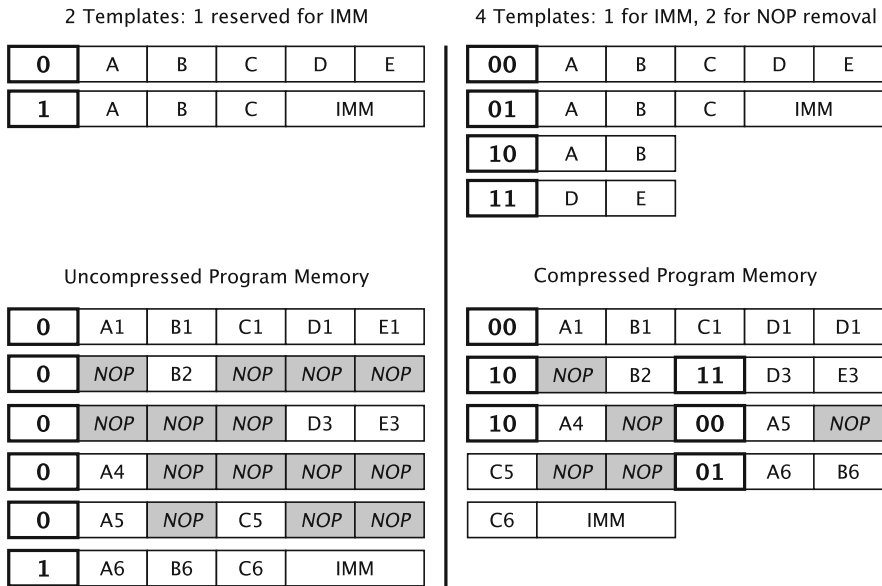 2 Templates: 1 reserved for IMM
0 A B C D E
1 A B C IMM
Uncompressed Program Memory
0 A1 B1 C1 D1 E1
0 NOP B2 NOP NOP NOP
0 NOP NOP NOP D3 E3
0 A4 NOP NOP NOP NOP
0 A5 NOP C5 NOP NOP
1 A6 B6 C6 IMM
4 Templates: 1 for IMM, 2 for NOP removal
00 A B C D E
01 A B C IMM
10 A B
11 D E
Compressed Program Memory
00 A1 B1 C1 D1 D1
10 NOP B2 11 D3 E3
10 A4 NOP 00 A5 NOP
C5 NOP NOP 01 A6 B6
C6 IMM